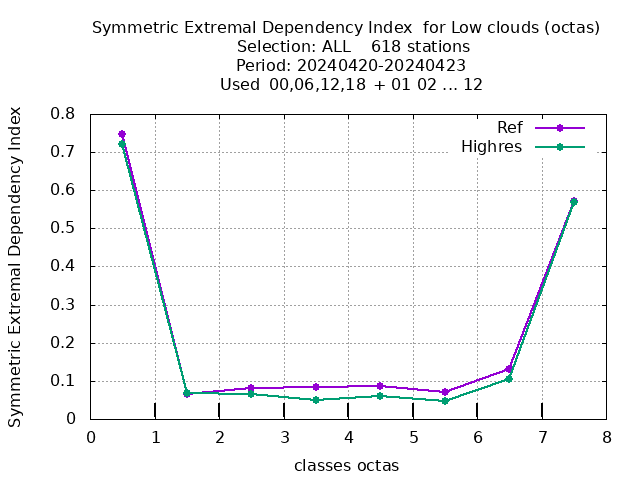 Symmetric Extremal Dependency Index  for Low clouds (octas)
Selection: ALL    618 stations
Period: 20240420-20240423
Used  00,06,12,18  + 01 02 ... 12
Symmetric Extremal Dependency Index
0.8
0.7
0.6
0.5
0.4
0.3
0.2
0.1
0
Ref
Highres
0 1 2 3 4 5 6 7 8
classes octas